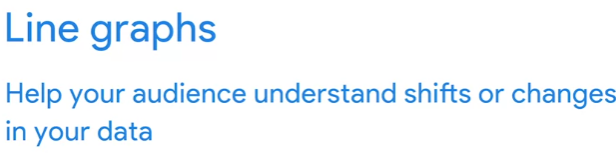 Line graphs
Help your audience understand shifts or changes
in your data